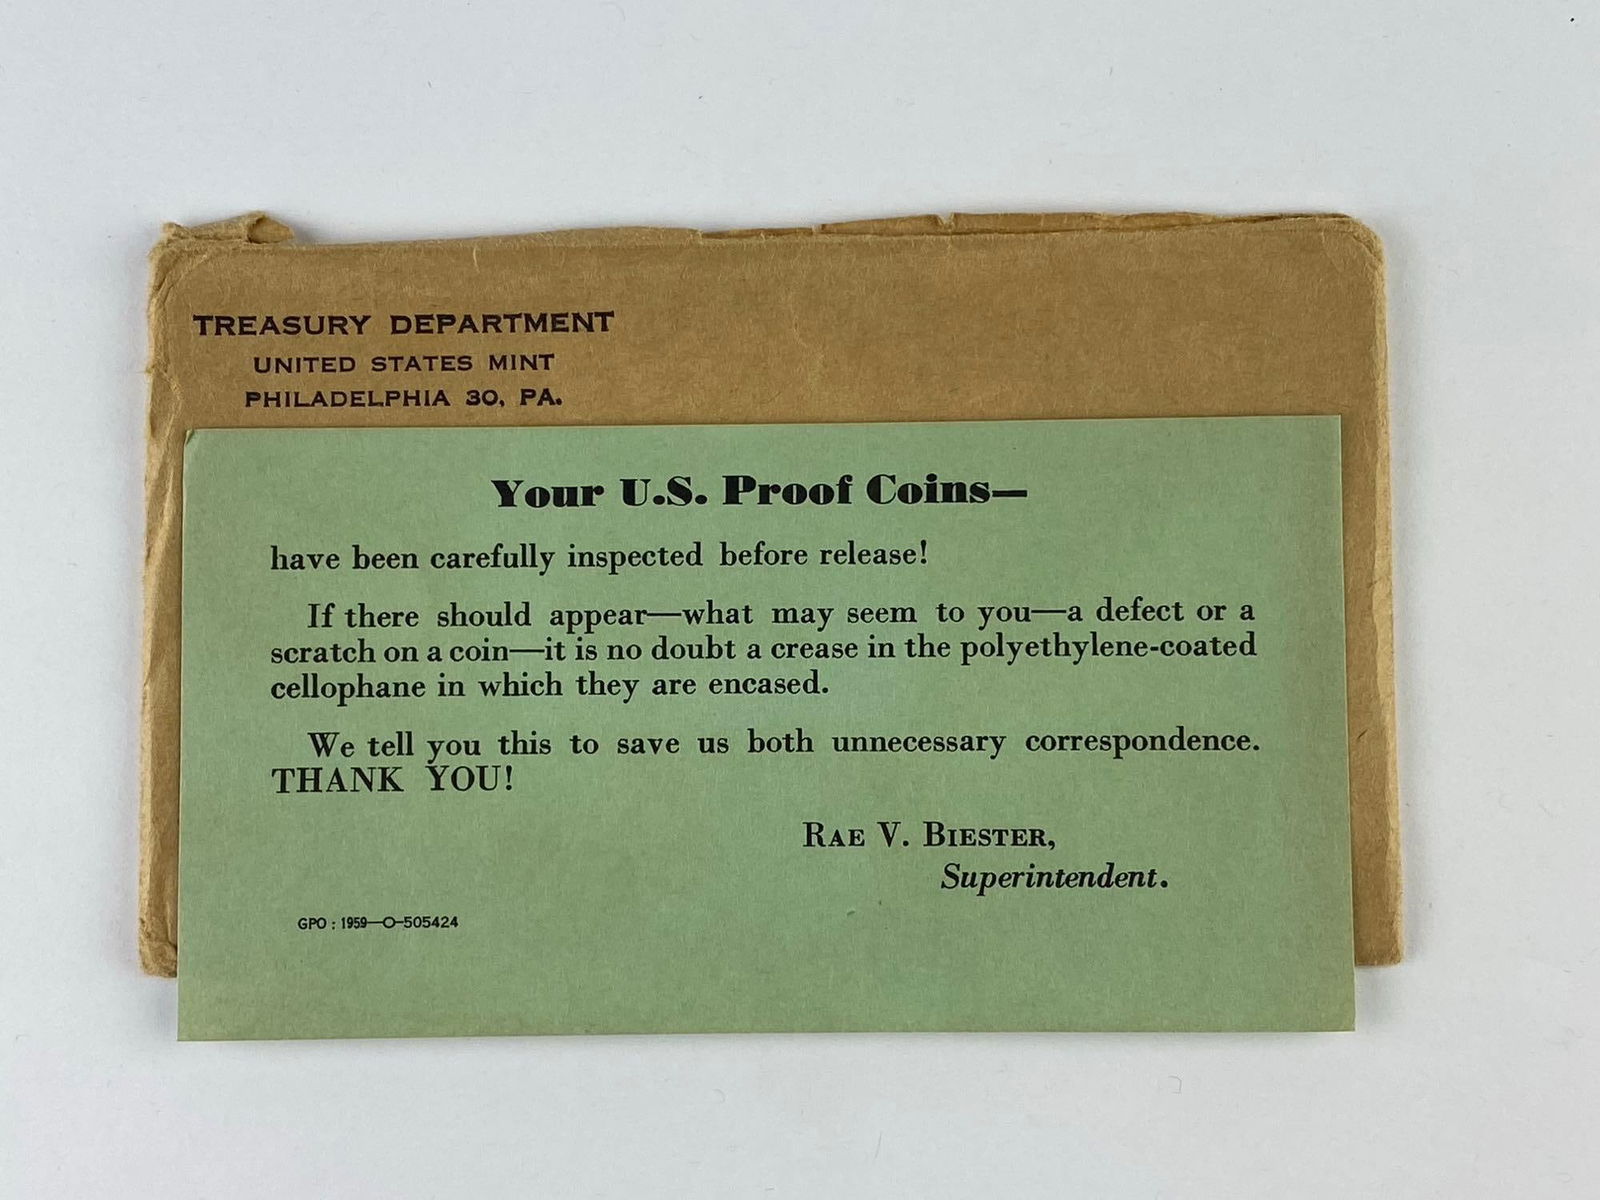 TREASURY DEPARTMENT
UNITED STATES MINT
PHILADELPHIA 30, PA.
Your U.S. Proof Coins—
have been carefully inspected before release!
If there should appear—what may seem to you—a defect or a
scratch on a coin—it is no doubt a crease in the polyethylene-coated
cellophane in which they are encased.
We tell you this to save us both unnecessary correspondence.
THANK YOU!
RAE V. BIESTER,
Superintendent.
GPO : 1959—O-505424